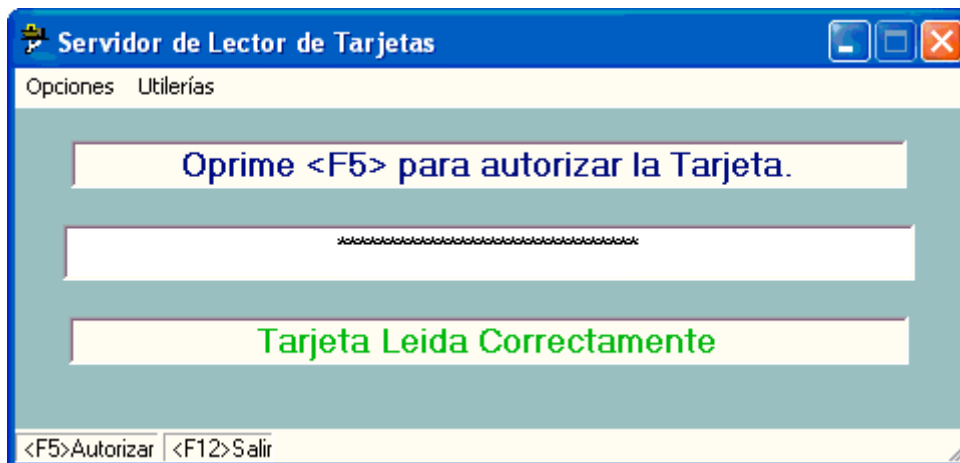 Servidor de Lector de Tarjetas
Opciones Utilerías
Oprime <F5> para autorizar la Tarjeta.
******************************
Tarjeta Leida Correctamente
<F5>Autorizar <F12>Salir